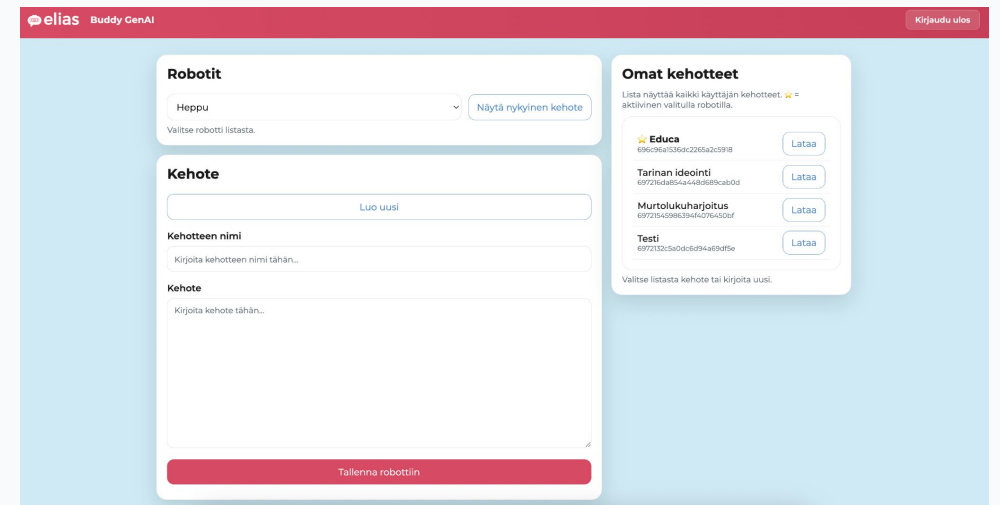 elias Buddy GenAI
Kirjaudu ulos
Robotit
Heppu
Näytä nykyinen kehote
Valitse robotti listasta.
Kehote
Luo uusi
Kehotteen nimi
Kirjoita kehotteen nimi tähän...
Kehote
Kirjoita kehote tähän...
Tallenna robottiin
Omat kehotteet
Lista näyttää kaikki käyttäjän kehotteet. ⭐ =
aktiivinen valitulla robotilla.
⭐ Educa
696c96a1536dc2265a2c5918
Lataa
Tarinan ideointi
697216da854a448d689cab0d
Lataa
Murtolukuharjoitus
69721545986394f4076450bf
Lataa
Testi
6972132c5a0dc6d94a69df5e
Lataa
Valitse listasta kehote tai kirjoita uusi.